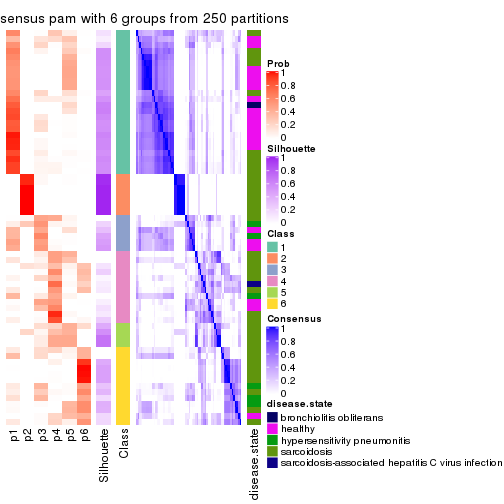 sensus pam with 6 groups from 250 partitions
Prob
1
0.8
0.6
0.4
0.2
0
Silhouette
1
0.8
0.6
0.4
0.2
0
Class
1
2
3
4
5
6
Consensus
1
0.8
0.6
0.4
0.2
0
disease.state
bronchiolitis obliterans
healthy
hypersensitivity pneumonitis
sarcoidosis
sarcoidosis-associated hepatitis C virus infection
p1
p2
p3
p4
p5
p6
Silhouette
Class
disease.state